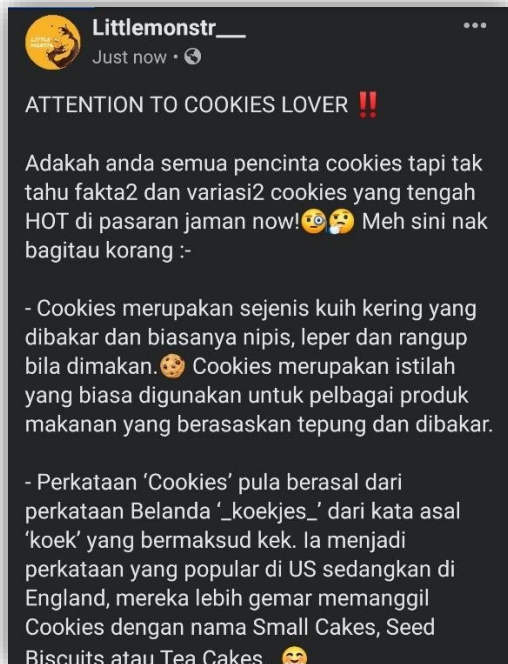 Littlemonstr___
Just now
ATTENTION TO COOKIES LOVER ‼️
Adakah anda semua pencinta cookies tapi tak
tahu fakta2 dan variasi2 cookies yang tengah
HOT di pasaran jaman now!🧐🤔 Meh sini nak
bagitau korang :-
- Cookies merupakan sejenis kuih kering yang
dibakar dan biasanya nipis, leper dan rangup
bila dimakan.🍪 Cookies merupakan istilah
yang biasa digunakan untuk pelbagai produk
makanan yang berasaskan tepung dan dibakar.
- Perkataan ‘Cookies’ pula berasal dari
perkataan Belanda ‘_koekjes_’ dari kata asal
‘koek’ yang bermaksud kek. Ia menjadi
perkataan yang popular di US sedangkan di
England, mereka lebih gemar memanggil
Cookies dengan nama Small Cakes, Seed
Biscuits atau Tea Cakes. 😊